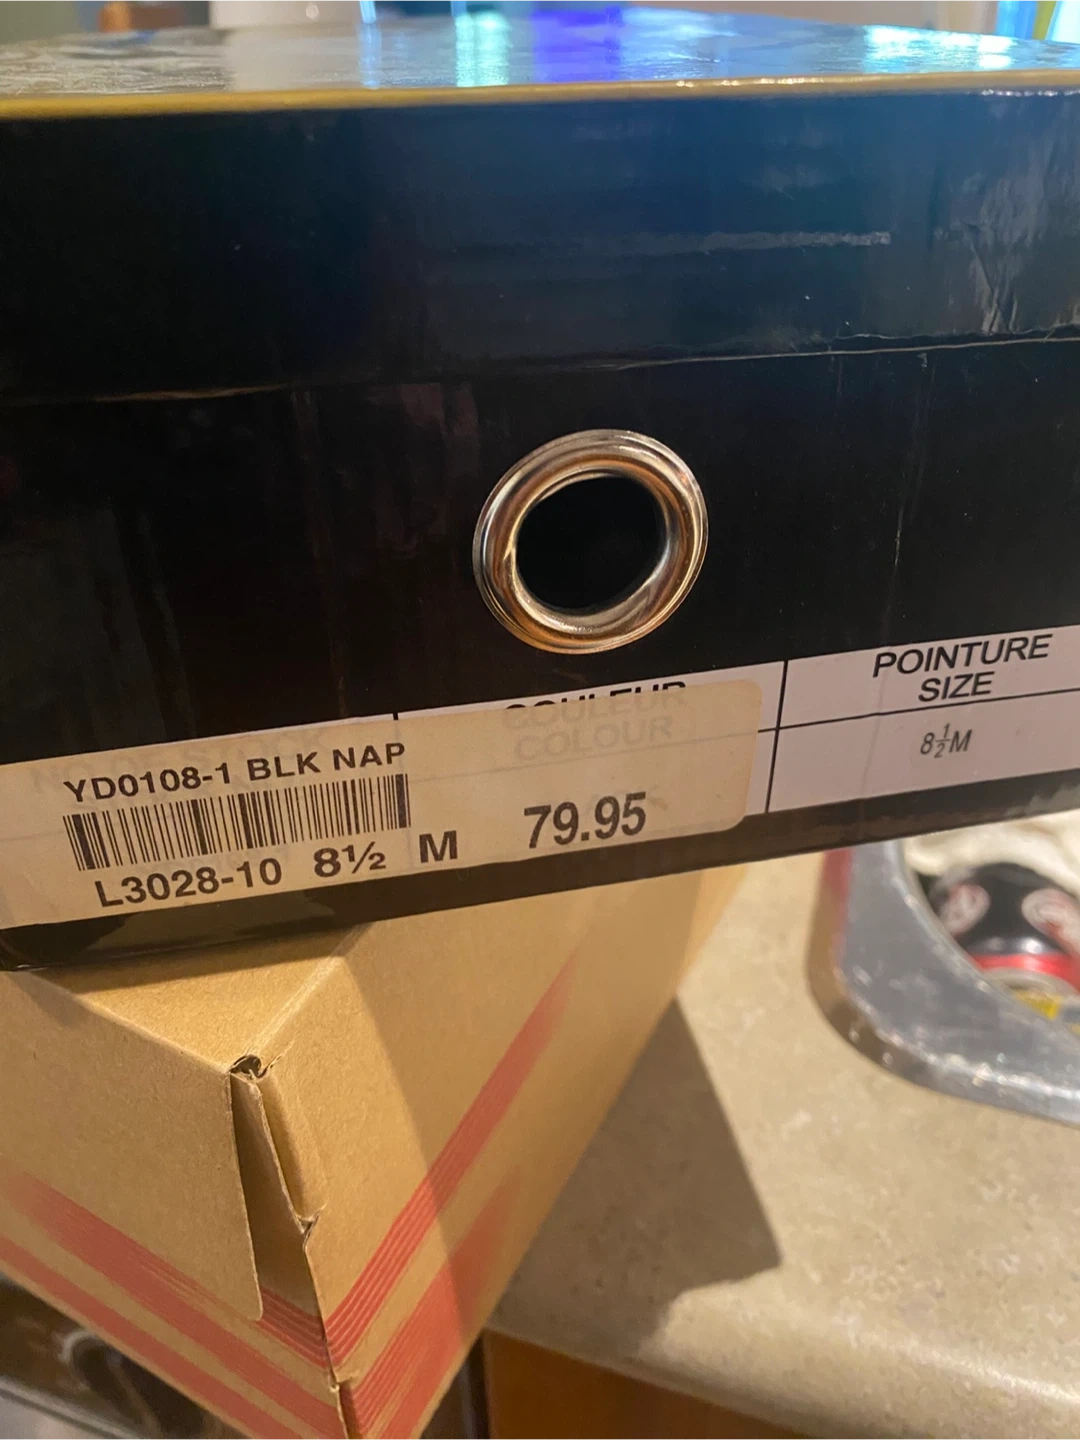 POINTURE
SIZE
8½M
COULEUR
COLOUR
YD0108-1 BLK NAP
L3028-10 8½ M 79.95